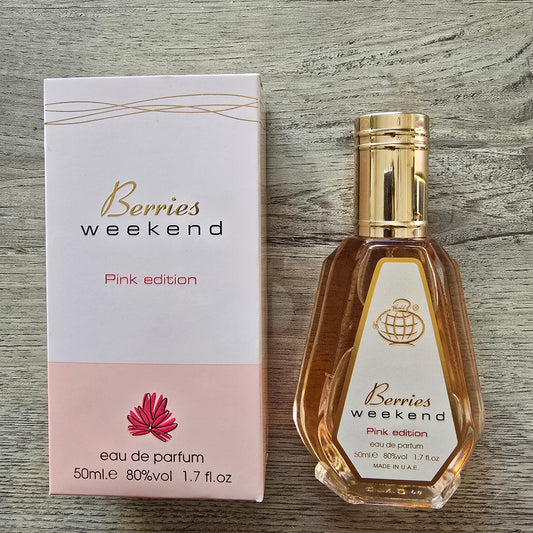 Berries
weekend
Pink edition
eau de parfum
50ml.e 80%vol 1.7 fl.oz
Berries
weekend
Pink edition
eau de parfum
50ml.e 80%vol 1.7 fl.oz
MADE IN U.A.E.